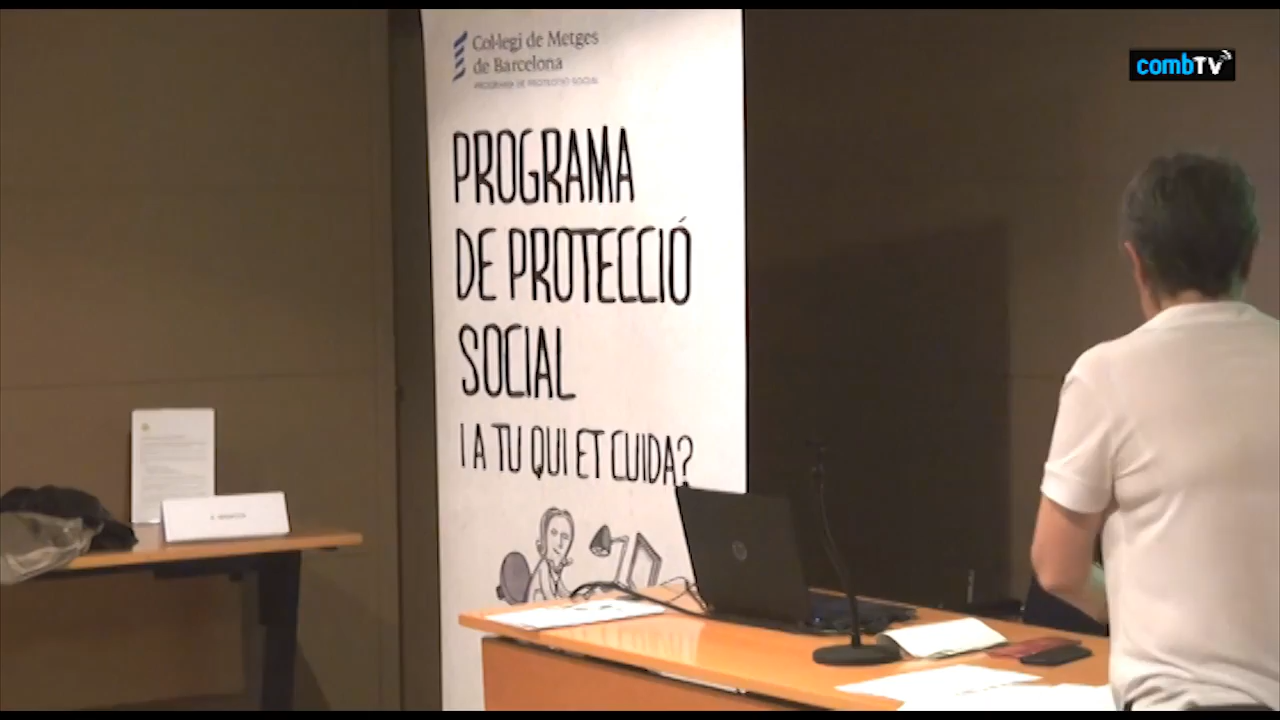 Col·legi de Metges
de Barcelona
PROGRAMA DE PROTECCIÓ SOCIAL
combTV
PROGRAMA
DE PROTECCIÓ
SOCIAL
I A TU QUI ET CUIDA?
hp